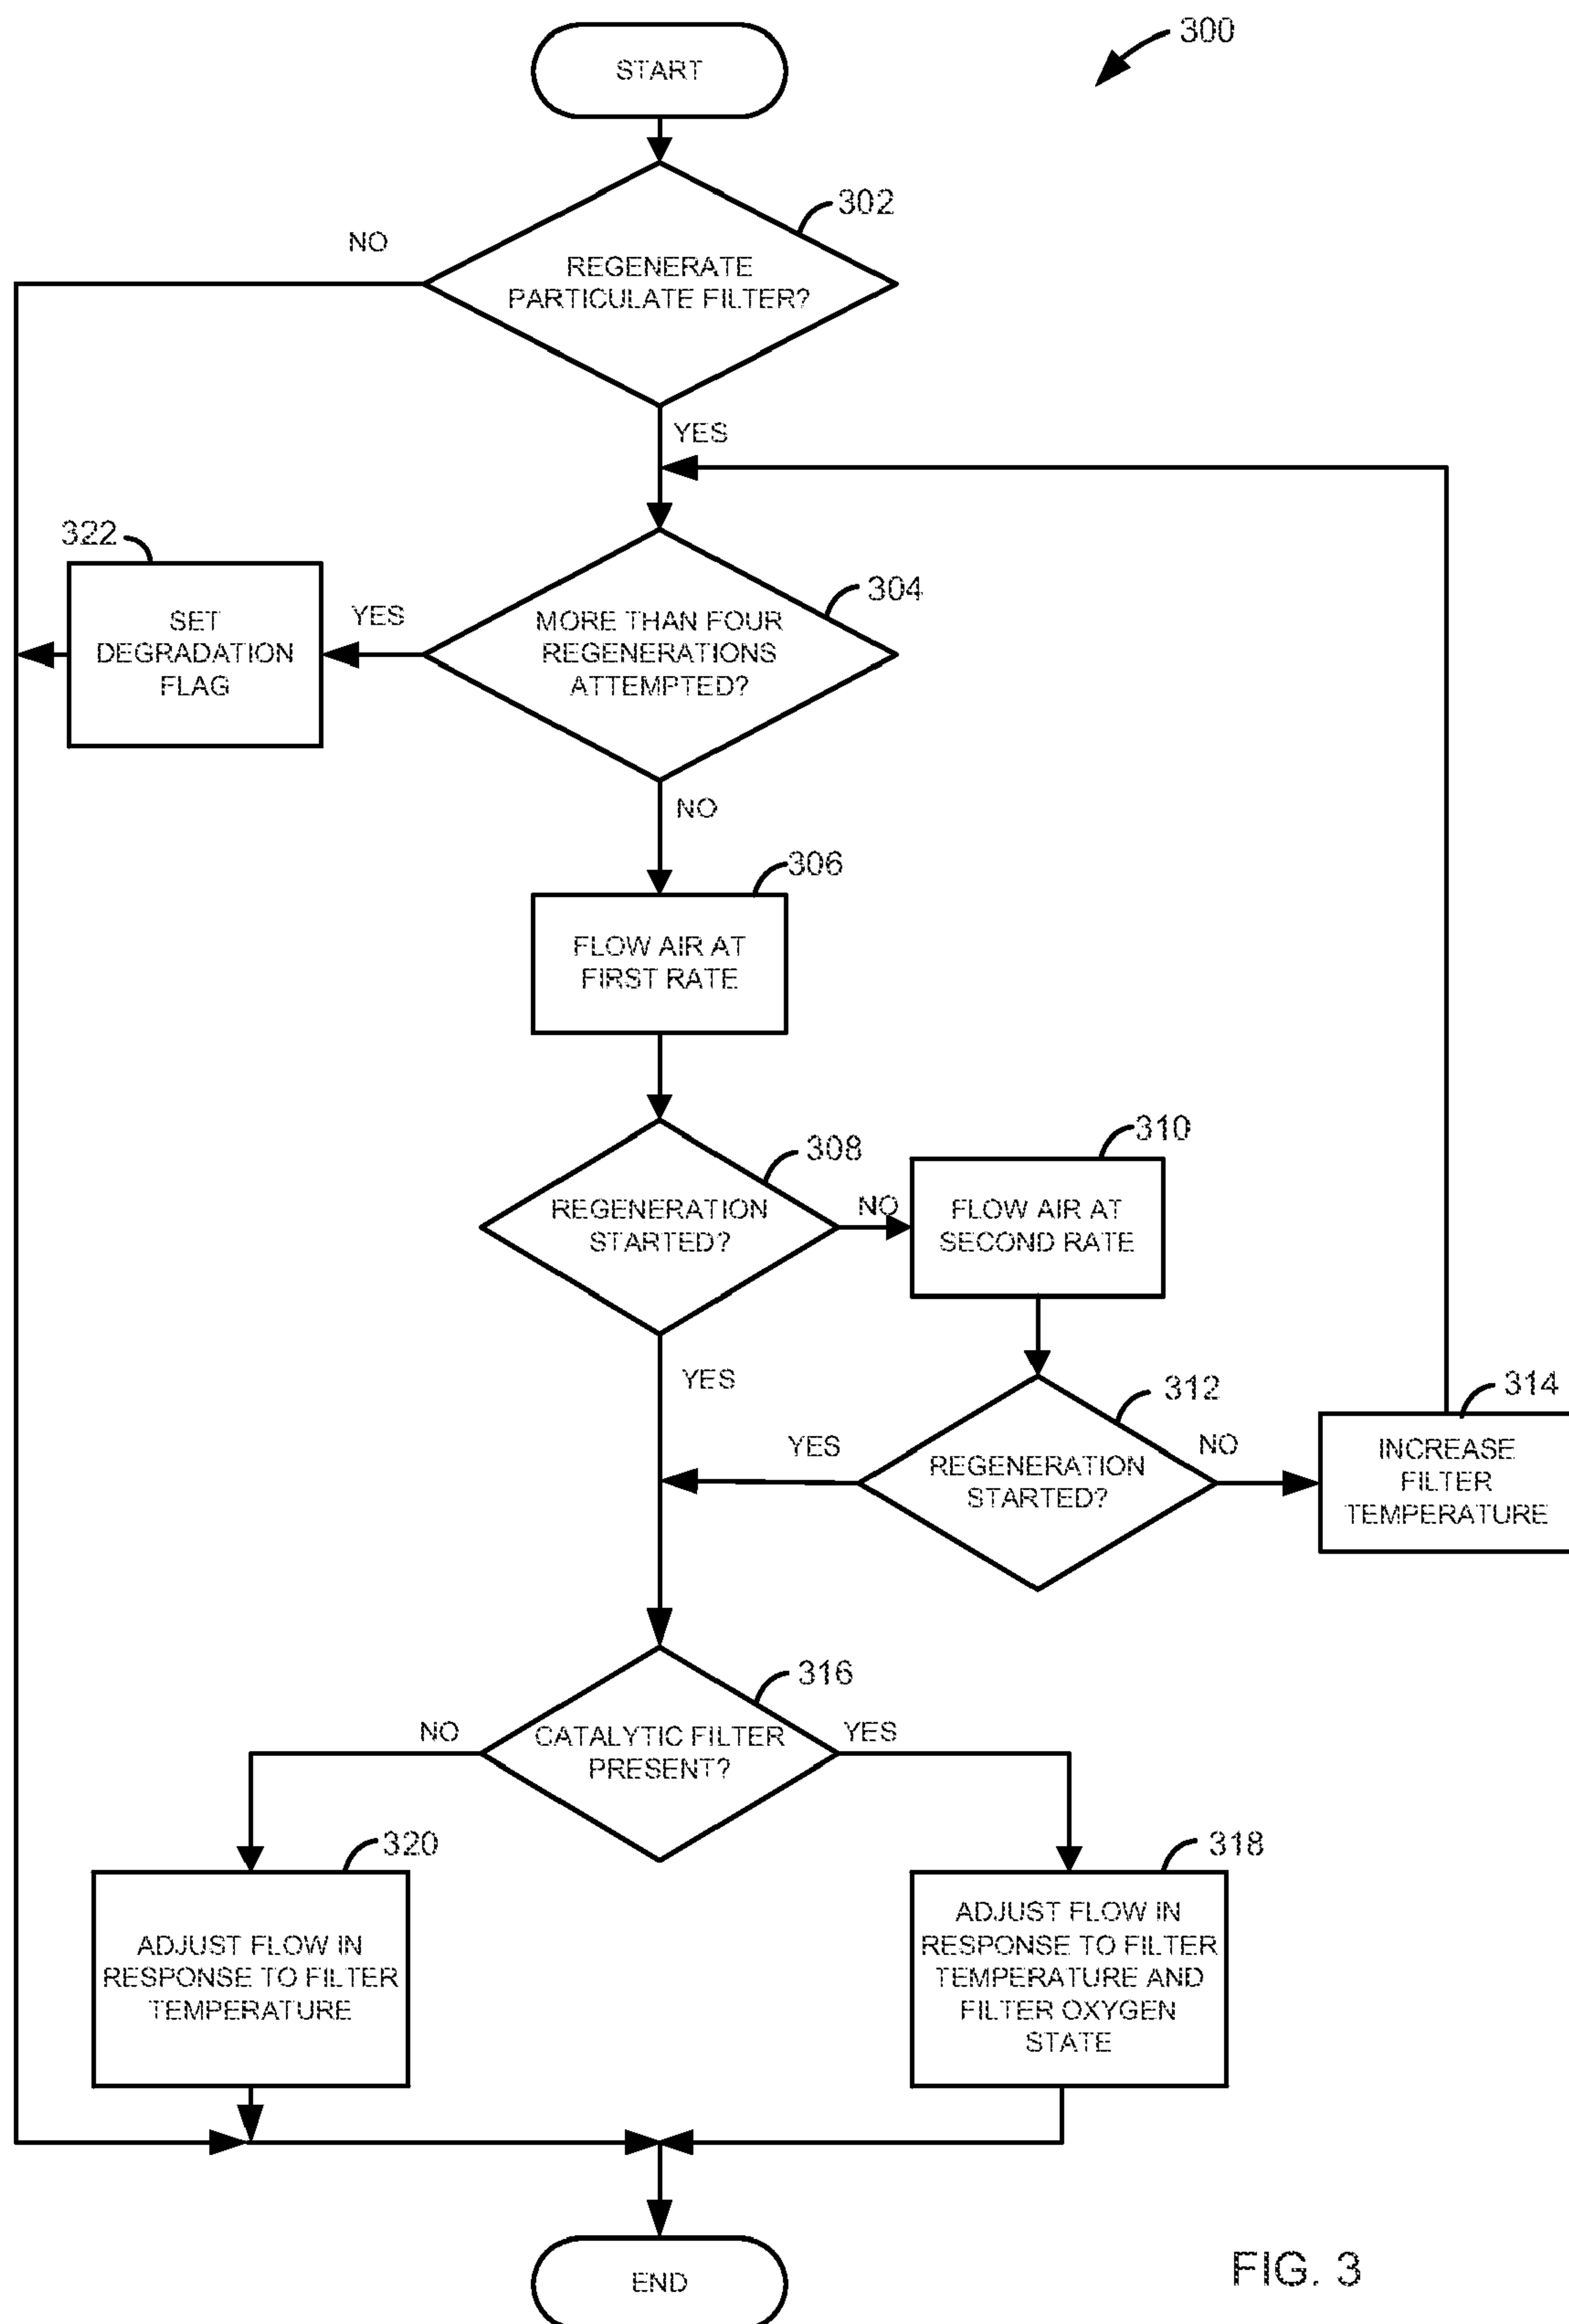 300
START
302
NO
REGENERATE
PARTICULATE FILTER?
YES
322
SET
DEGRADATION
FLAG
YES
304
MORE THAN FOUR
REGENERATIONS
ATTEMPTED?
NO
306
FLOW AIR AT
FIRST RATE
308
REGENERATION
STARTED?
NO
310
FLOW AIR AT
SECOND RATE
YES
312
YES
REGENERATION
STARTED?
NO
314
INCREASE
FILTER
TEMPERATURE
316
NO
CATALYTIC FILTER
PRESENT?
YES
320
ADJUST FLOW IN
RESPONSE TO FILTER
TEMPERATURE
318
ADJUST FLOW IN
RESPONSE TO FILTER
TEMPERATURE AND
FILTER OXYGEN
STATE
END
FIG. 3